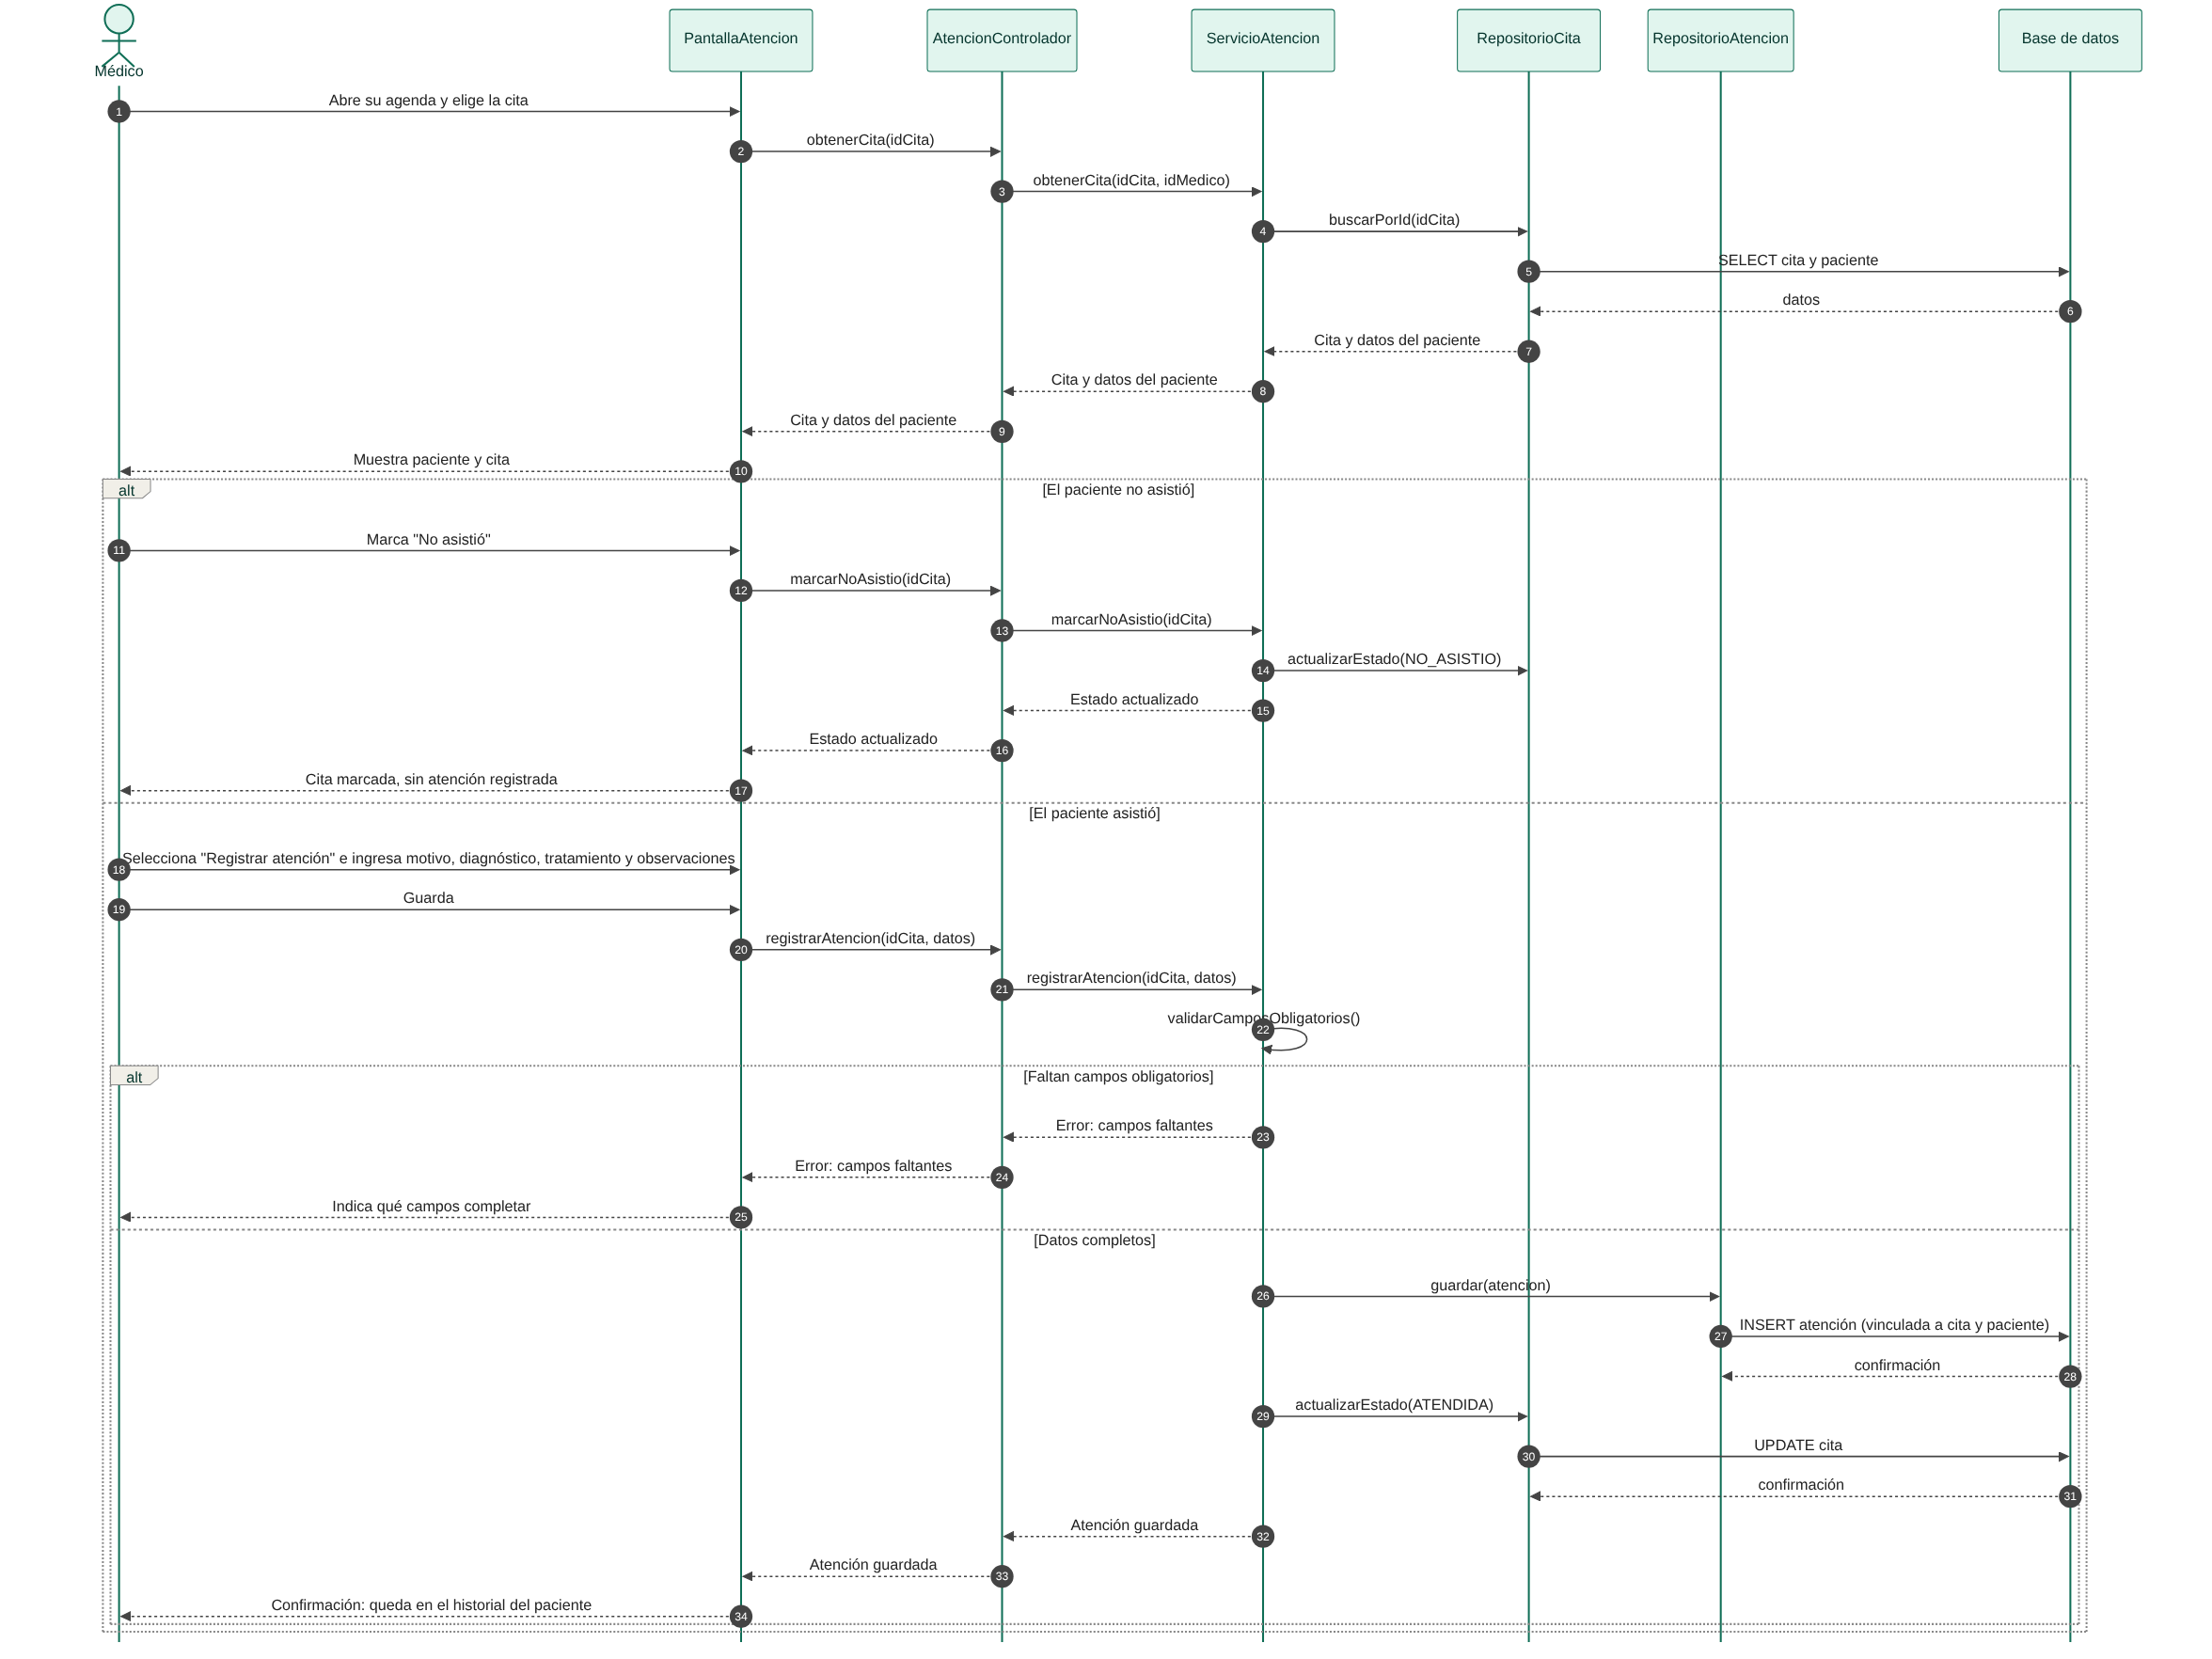 Médico
PantallaAtencion
AtencionControlador
ServicioAtencion
RepositorioCita
RepositorioAtencion
Base de datos
1 Abre su agenda y elige la cita
2 obtenerCita(idCita)
3 obtenerCita(idCita, idMedico)
4 buscarPorId(idCita)
5 SELECT cita y paciente
6 datos
7 Cita y datos del paciente
8 Cita y datos del paciente
9 Cita y datos del paciente
10 Muestra paciente y cita
alt [El paciente no asistió]
11 Marca "No asistió"
12 marcarNoAsistio(idCita)
13 marcarNoAsistio(idCita)
14 actualizarEstado(NO_ASISTIO)
15 Estado actualizado
16 Estado actualizado
17 Cita marcada, sin atención registrada
[El paciente asistió]
18 Selecciona "Registrar atención" e ingresa motivo, diagnóstico, tratamiento y observaciones
19 Guarda
20 registrarAtencion(idCita, datos)
21 registrarAtencion(idCita, datos)
22 validarCamposObligatorios()
alt [Faltan campos obligatorios]
23 Error: campos faltantes
24 Error: campos faltantes
25 Indica qué campos completar
[Datos completos]
26 guardar(atencion)
27 INSERT atención (vinculada a cita y paciente)
28 confirmación
29 actualizarEstado(ATENDIDA)
30 UPDATE cita
31 confirmación
32 Atención guardada
33 Atención guardada
34 Confirmación: queda en el historial del paciente